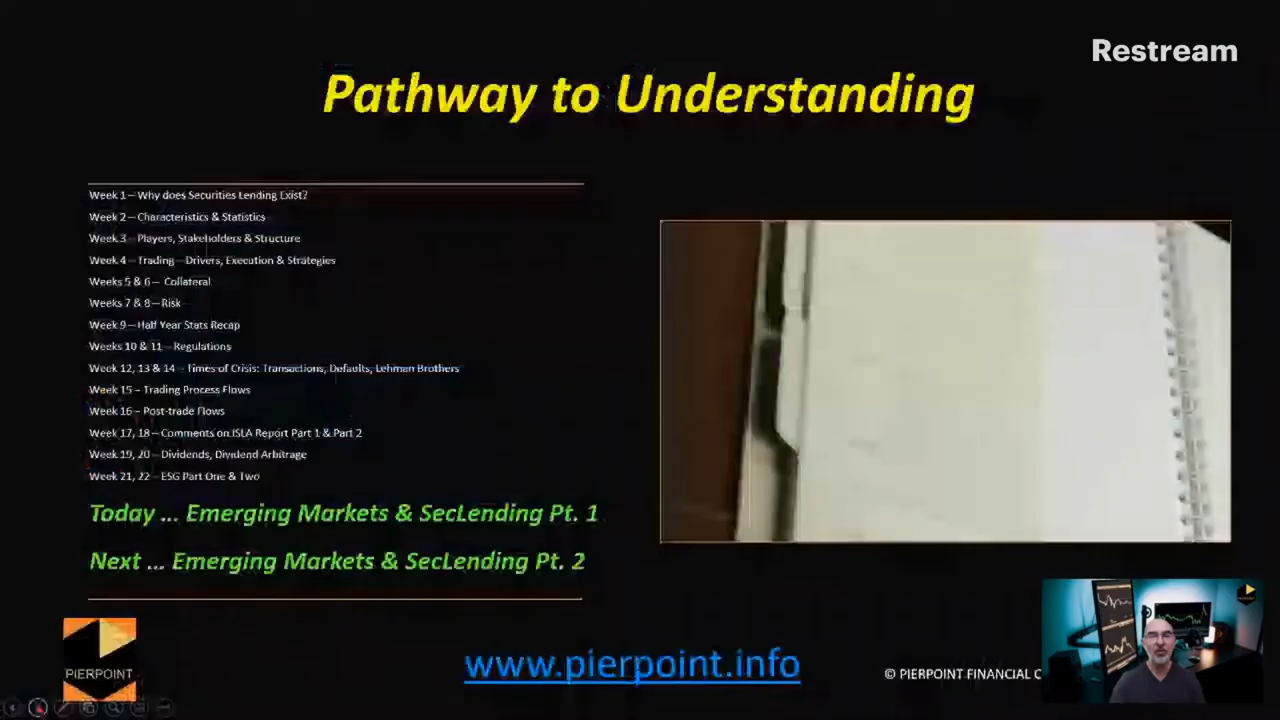 Restream
Pathway to Understanding
Week 1 – Why does Securities Lending Exist?
Week 2 – Characteristics & Statistics
Week 3 – Players, Stakeholders & Structure
Week 4 – Trading – Drivers, Execution & Strategies
Weeks 5 & 6 – Collateral
Weeks 7 & 8 – Risk
Week 9 – Half Year Stats Recap
Weeks 10 & 11 – Regulations
Week 12, 13 & 14 – Times of Crisis: Transactions, Defaults, Lehman Brothers
Week 15 – Trading Process Flows
Week 16 – Post-trade Flows
Week 17, 18 – Comments on ISLA Report Part 1 & Part 2
Week 19, 20 – Dividends, Dividend Arbitrage
Week 21, 22 – ESG Part One & Two
Today ... Emerging Markets & SecLending Pt. 1
Next ... Emerging Markets & SecLending Pt. 2
PIERPOINT
www.pierpoint.info
© PIERPOINT FINANCIAL C